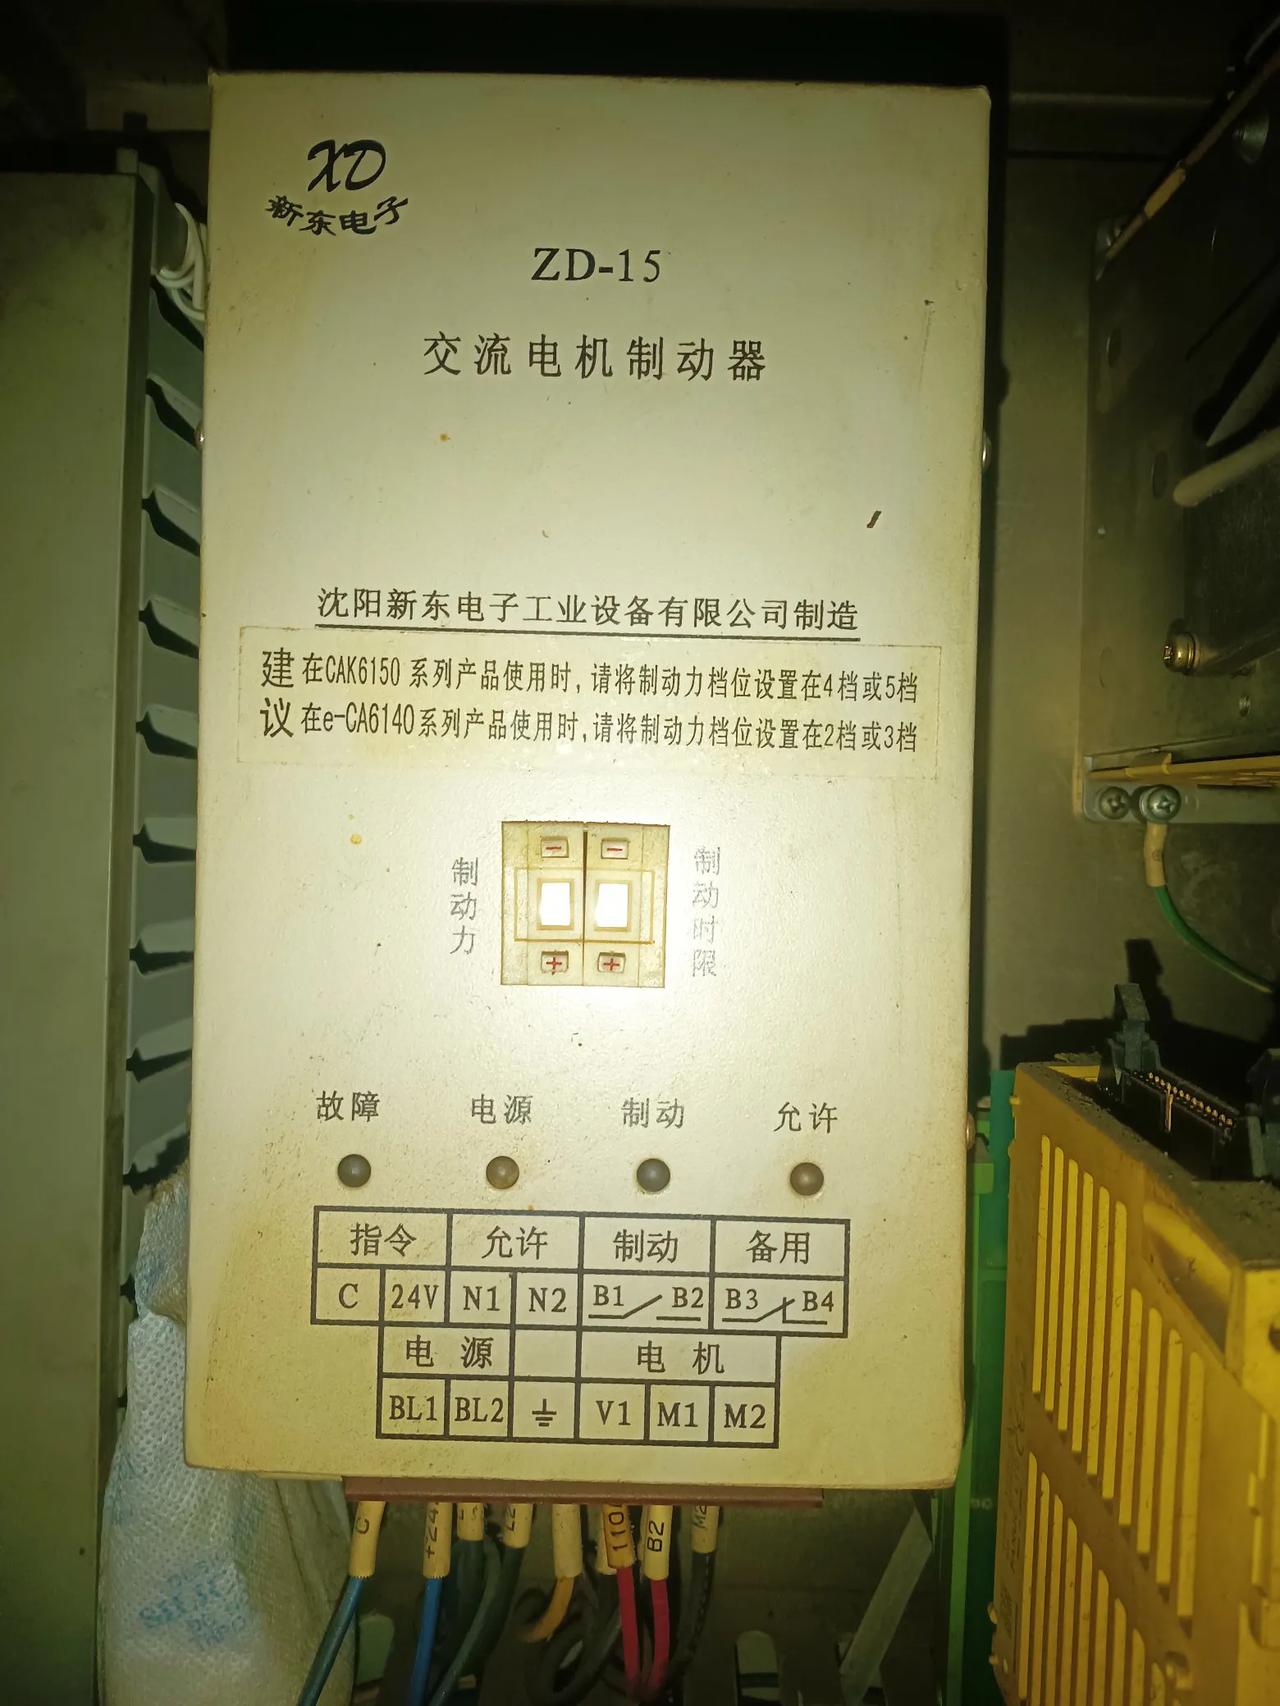 XD
新东电子
ZD-15
交流电机制动器
沈阳新东电子工业设备有限公司制造
建议
在CAK6150系列产品使用时,请将制动力档位设置在4档或5档
在e-CA6140系列产品使用时,请将制动力档位设置在2档或3档
制动力
- -
+ +
制动时限
故障 电源 制动 允许
指令 允许 制动 备用
C 24V N1 N2 B1 B2 B3 B4
电源 电机
BL1 BL2 V1 M1 M2
C
B2